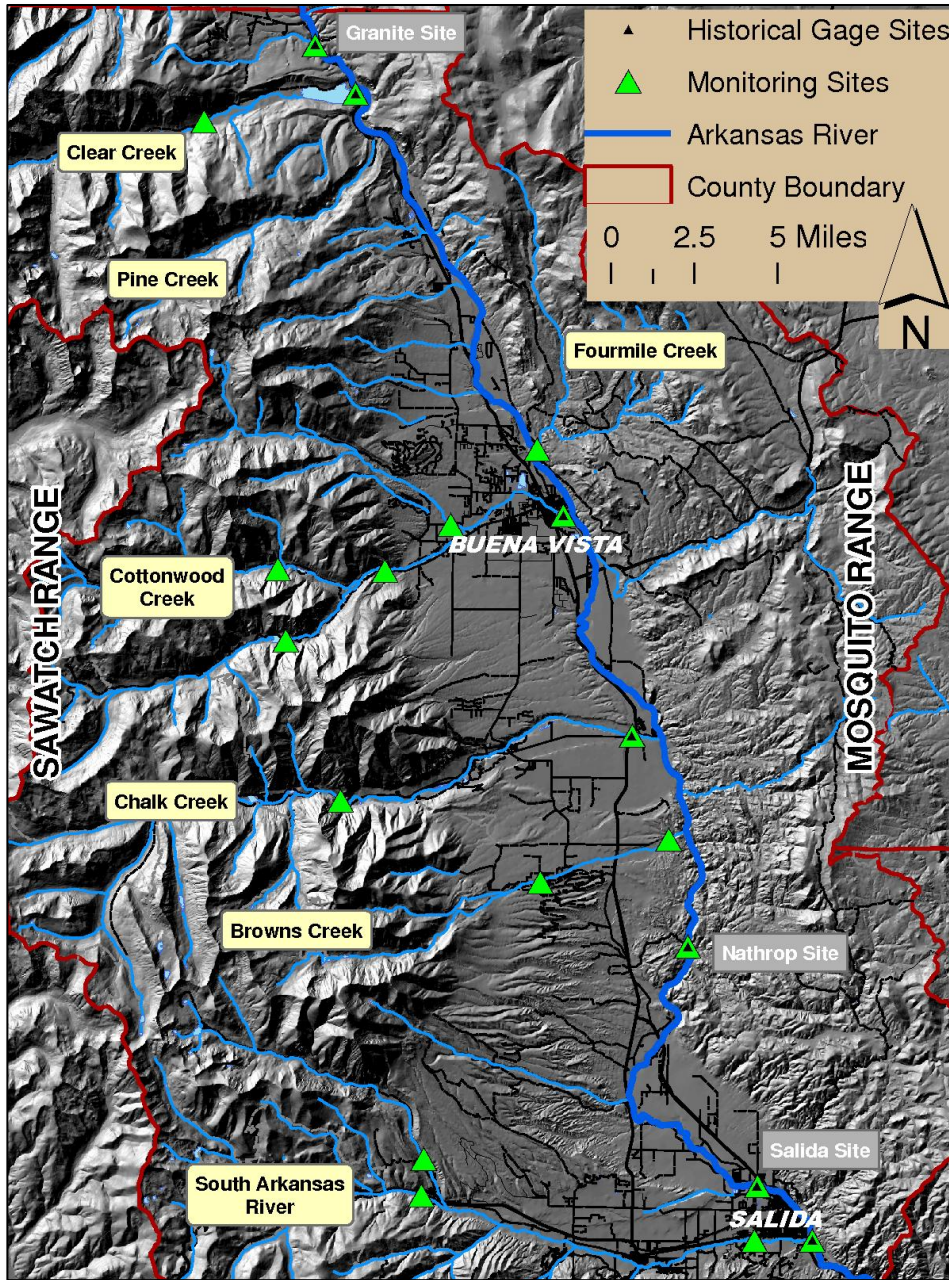 Granite Site
Historical Gage Sites
Monitoring Sites
Arkansas River
County Boundary
0 2.5 5 Miles
N
Clear Creek
Pine Creek
Fourmile Creek
SAWATCH RANGE
MOSQUITO RANGE
BUENA VISTA
Cottonwood
Creek
Chalk Creek
Browns Creek
Nathrop Site
Salida Site
South Arkansas
River
SALIDA